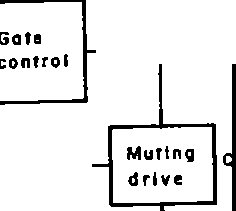 Gate
control
Muting
drive